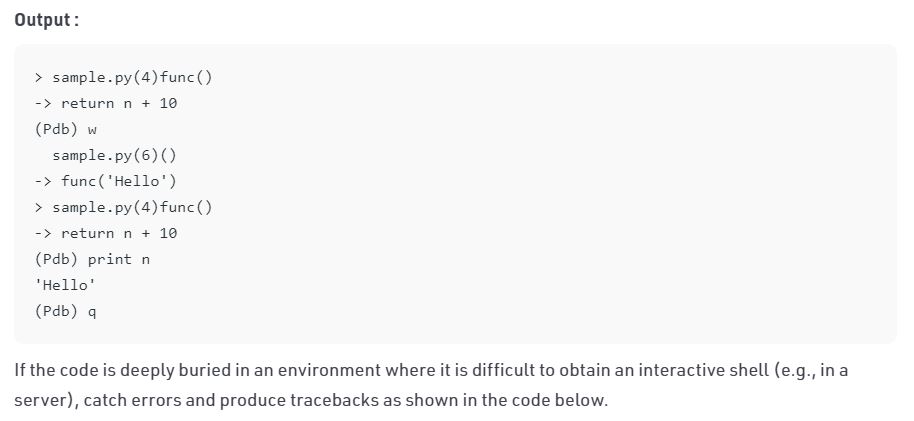 Output :
> sample.py(4)func()
-> return n + 10
(Pdb) w
  sample.py(6)()
-> func('Hello')
> sample.py(4)func()
-> return n + 10
(Pdb) print n
'Hello'
(Pdb) q
If the code is deeply buried in an environment where it is difficult to obtain an interactive shell (e.g., in a
server), catch errors and produce tracebacks as shown in the code below.